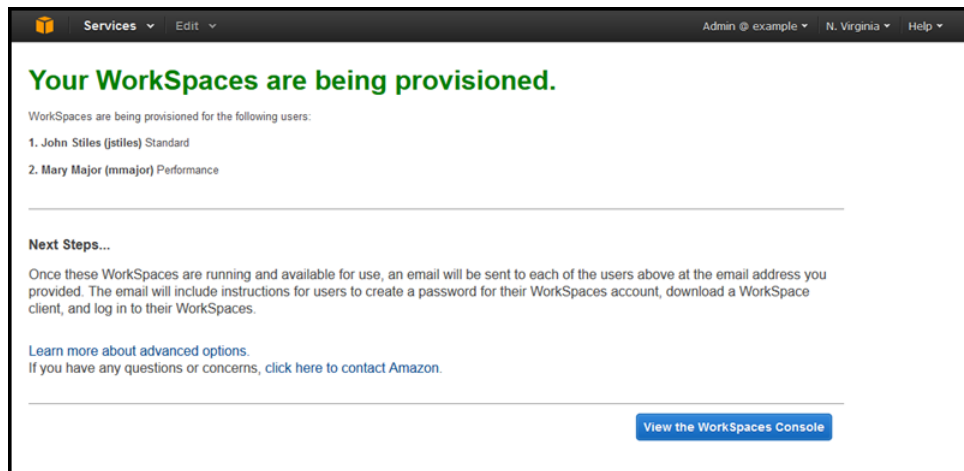 Services Edit Admin @ example N. Virginia Help
Your WorkSpaces are being provisioned.
WorkSpaces are being provisioned for the following users:
1. John Stiles (jstiles) Standard
2. Mary Major (mmajor) Performance
Next Steps...
Once these WorkSpaces are running and available for use, an email will be sent to each of the users above at the email address you
provided. The email will include instructions for users to create a password for their WorkSpaces account, download a WorkSpace
client, and log in to their WorkSpaces.
Learn more about advanced options.
If you have any questions or concerns, click here to contact Amazon.
View the WorkSpaces Console